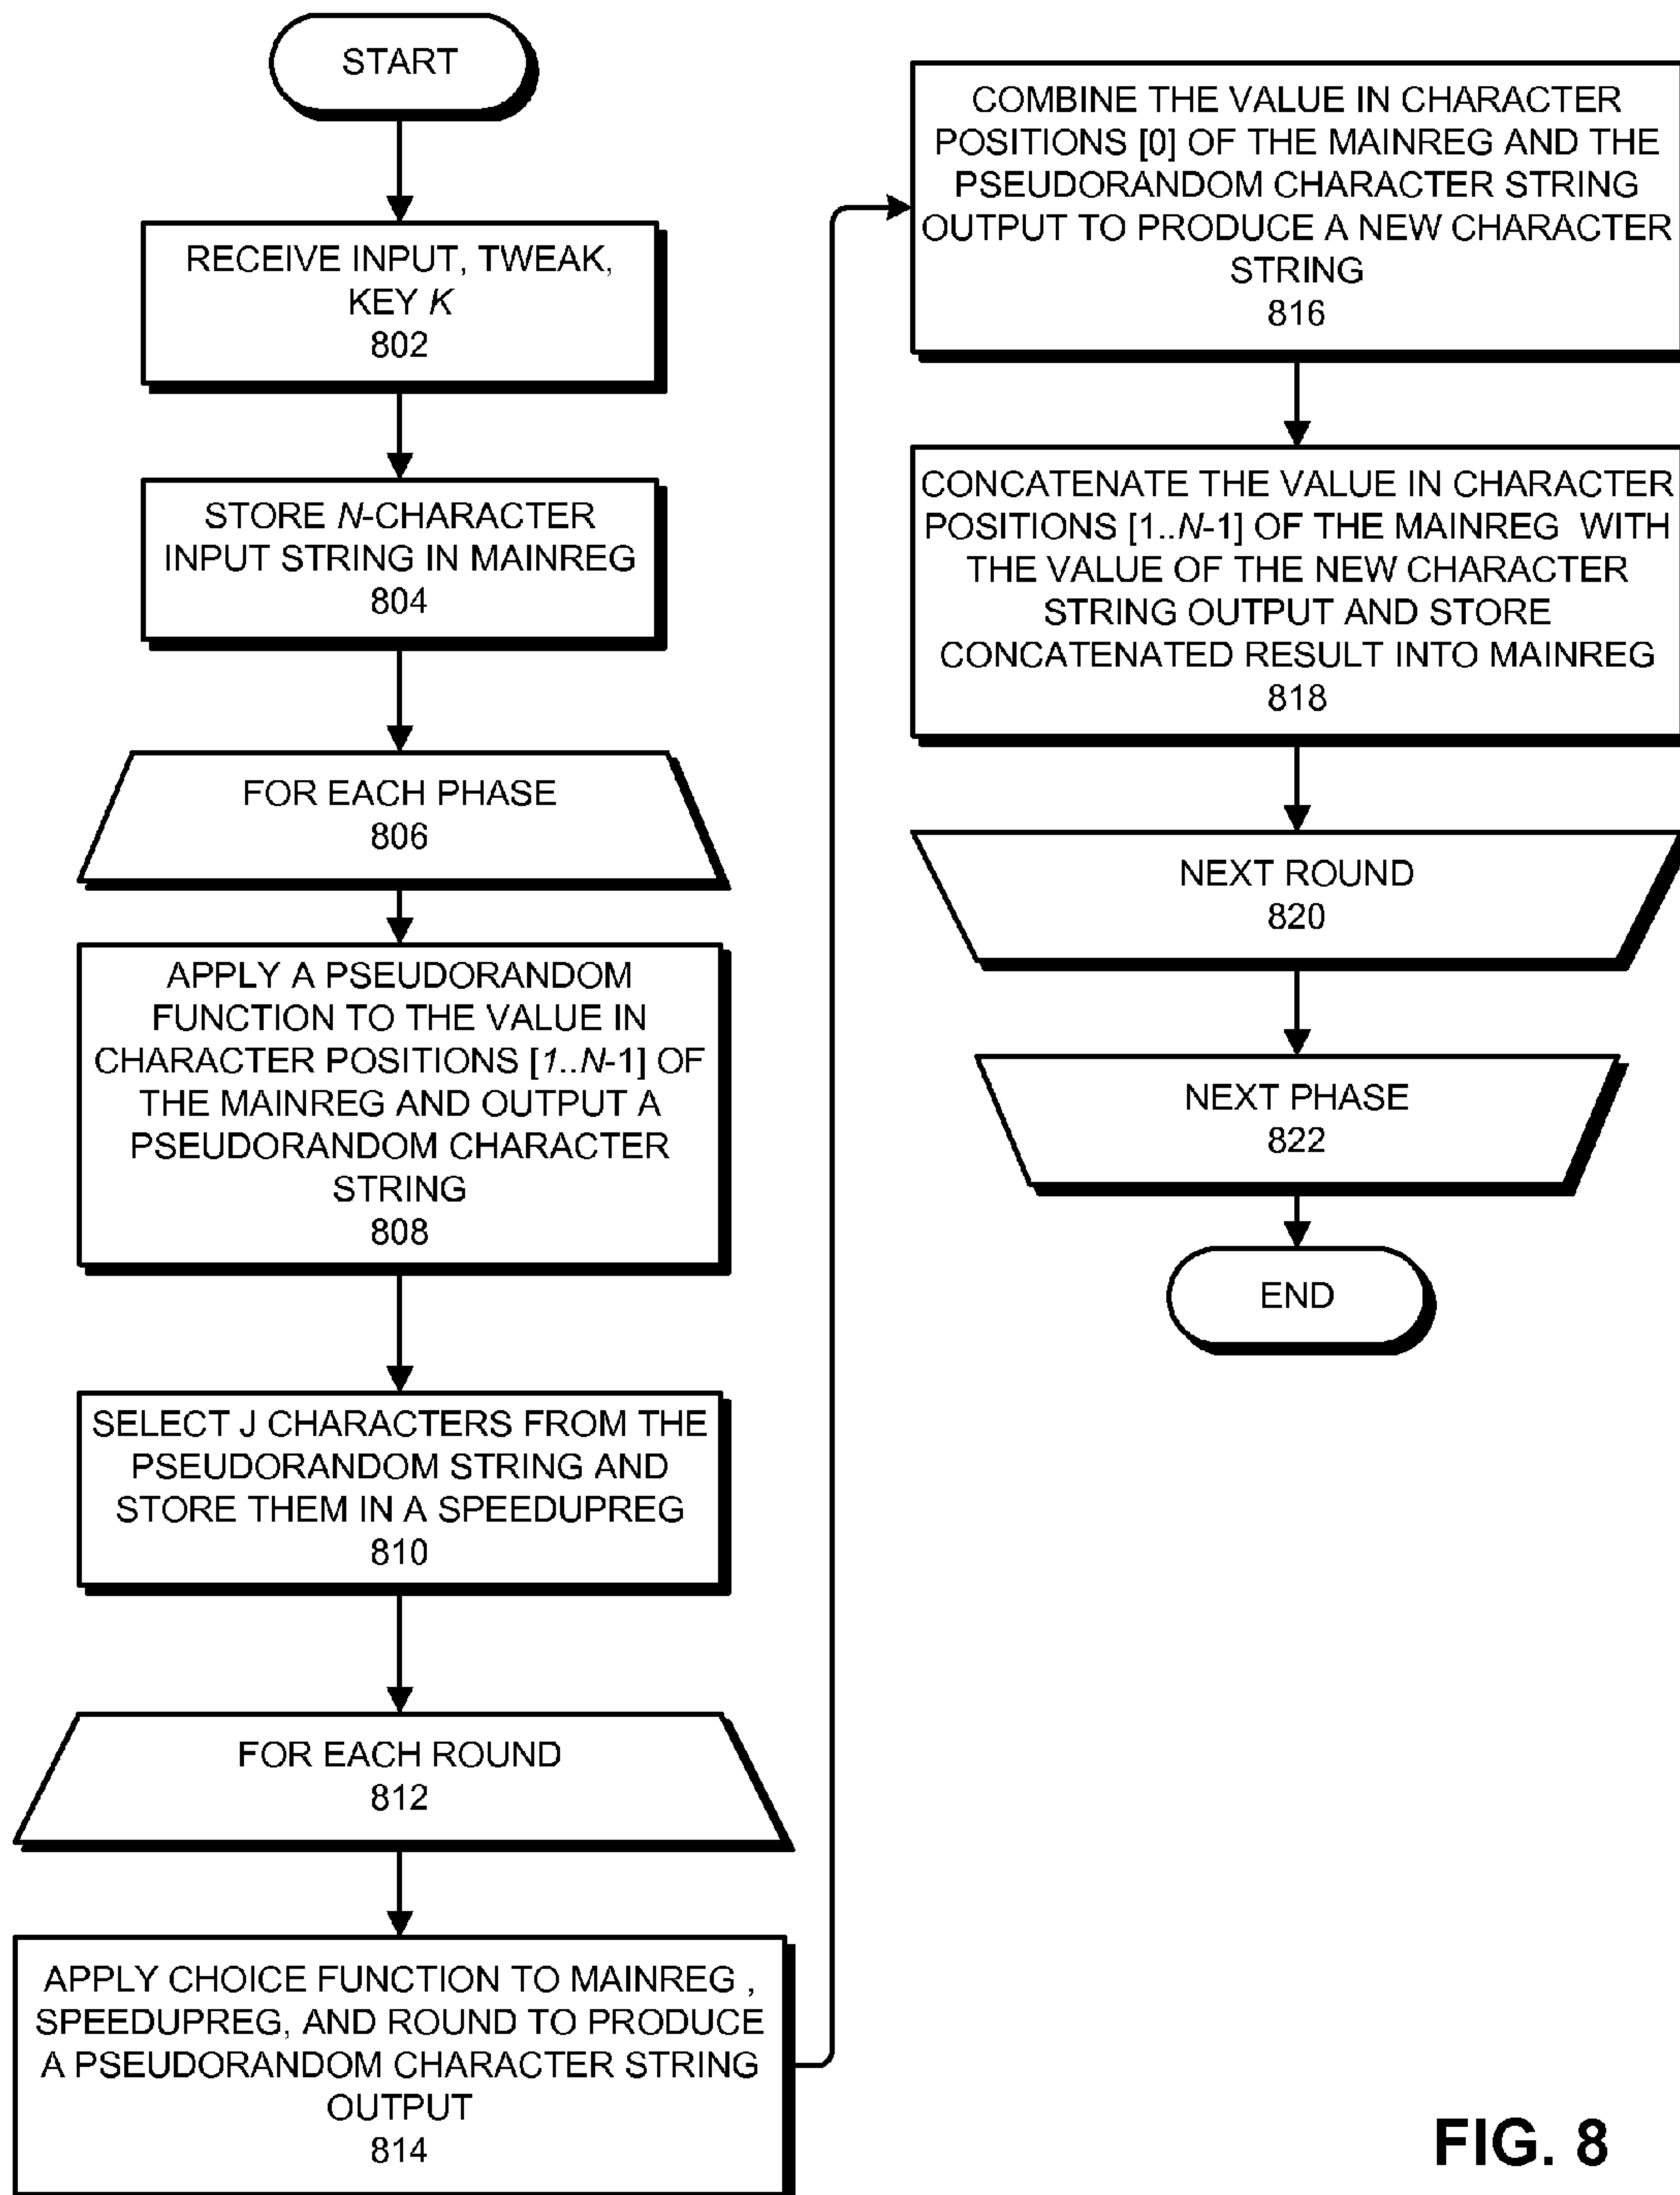 START
RECEIVE INPUT, TWEAK,
KEY K
802
STORE N-CHARACTER
INPUT STRING IN MAINREG
804
FOR EACH PHASE
806
APPLY A PSEUDORANDOM
FUNCTION TO THE VALUE IN
CHARACTER POSITIONS [1..N-1] OF
THE MAINREG AND OUTPUT A
PSEUDORANDOM CHARACTER
STRING
808
SELECT J CHARACTERS FROM THE
PSEUDORANDOM STRING AND
STORE THEM IN A SPEEDUPREG
810
FOR EACH ROUND
812
APPLY CHOICE FUNCTION TO MAINREG ,
SPEEDUPREG, AND ROUND TO PRODUCE
A PSEUDORANDOM CHARACTER STRING
OUTPUT
814
COMBINE THE VALUE IN CHARACTER
POSITIONS [0] OF THE MAINREG AND THE
PSEUDORANDOM CHARACTER STRING
OUTPUT TO PRODUCE A NEW CHARACTER
STRING
816
CONCATENATE THE VALUE IN CHARACTER
POSITIONS [1..N-1] OF THE MAINREG WITH
THE VALUE OF THE NEW CHARACTER
STRING OUTPUT AND STORE
CONCATENATED RESULT INTO MAINREG
818
NEXT ROUND
820
NEXT PHASE
822
END
FIG. 8